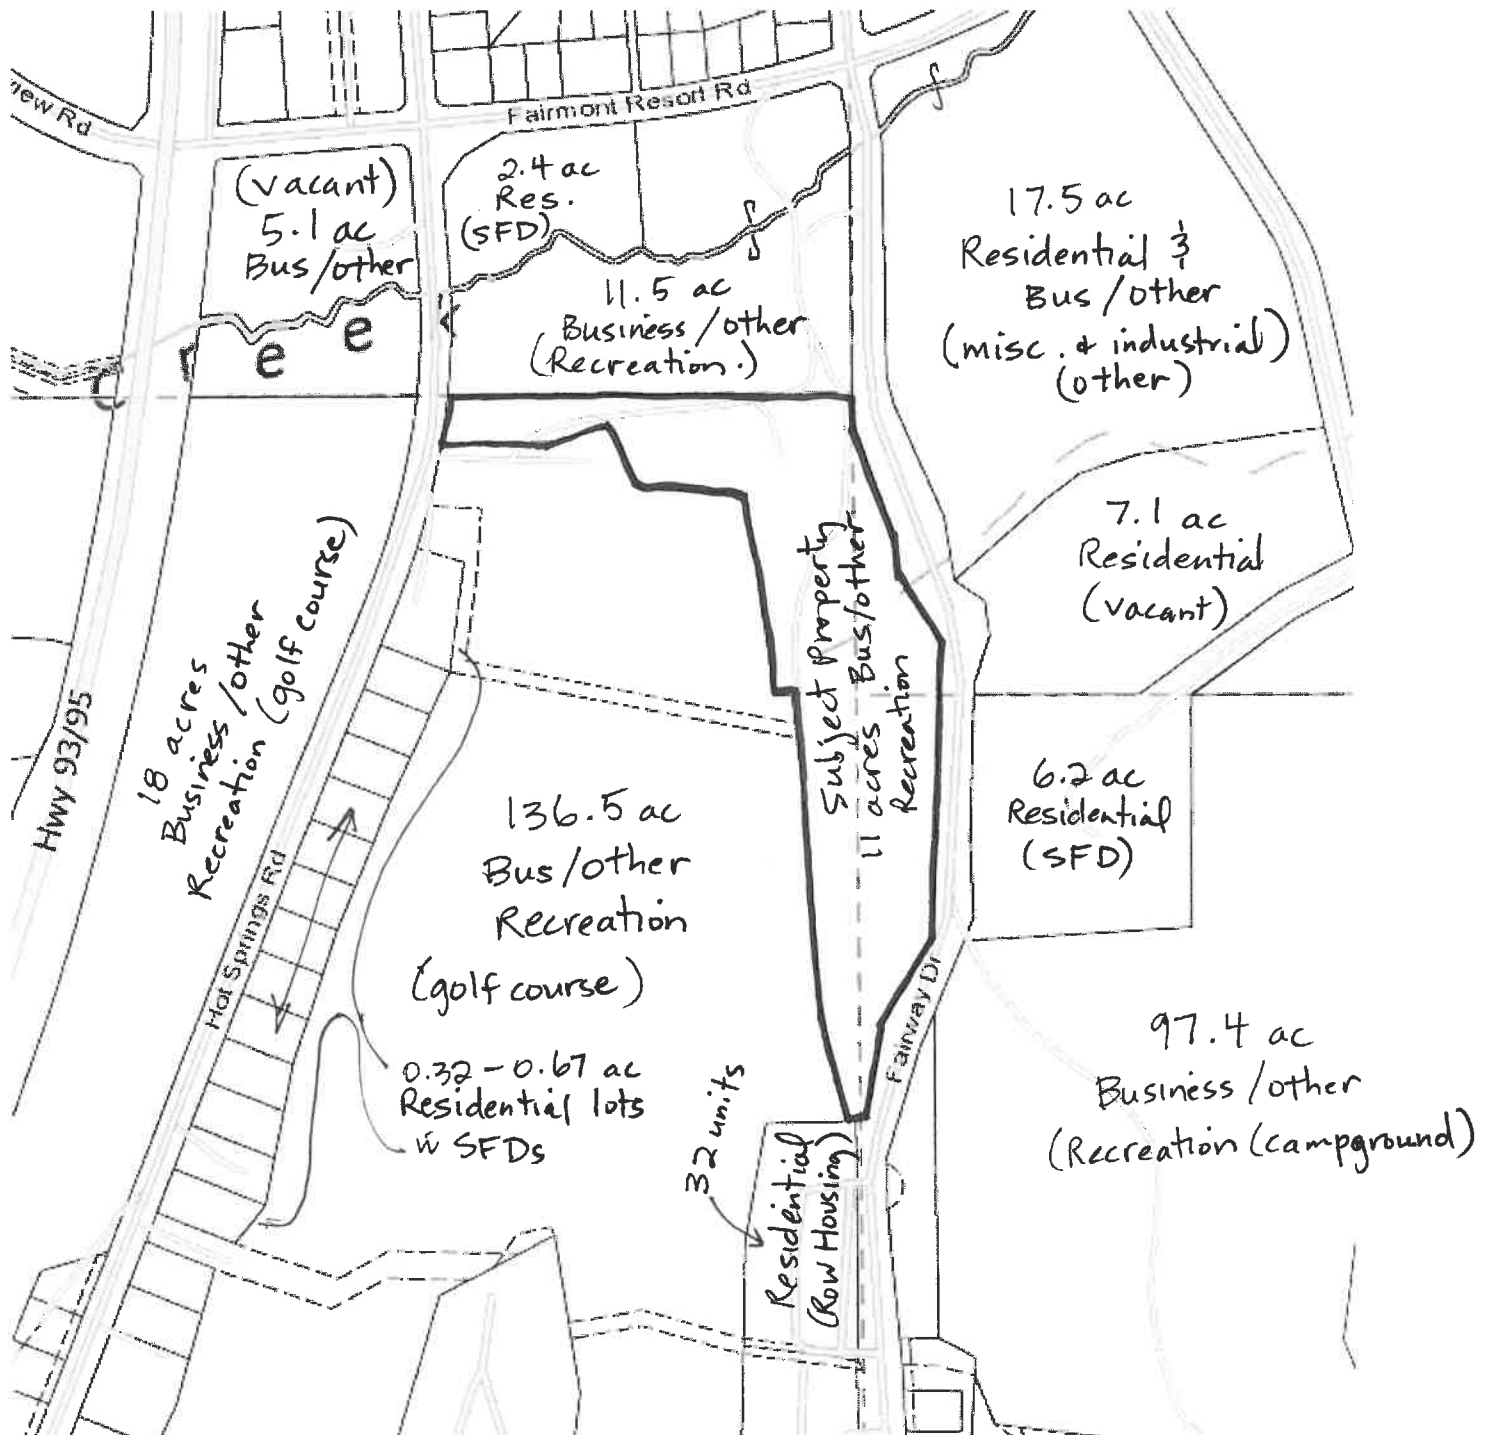 Fairmont Resort Rd
(vacant)
5.1 ac
Bus/other
2.4 ac
Res.
(SFD)
11.5 ac
Business/other
(Recreation.)
17.5 ac
Residential &
Bus/other
(misc. & industrial)
(other)
C r e e k
7.1 ac
Residential
(vacant)
18 acres
Business/other
Recreation (golf course)
Hwy 93/95
Hot Springs Rd
Subject Property
11 acres Bus/other
Recreation
136.5 ac
Bus/other
Recreation
(golf course)
6.2 ac
Residential
(SFD)
0.32-0.67 ac
Residential lots
w SFDs
Fairway Dr
97.4 ac
Business/other
(Recreation (campground)
32 units
Residential
(Row Housing)